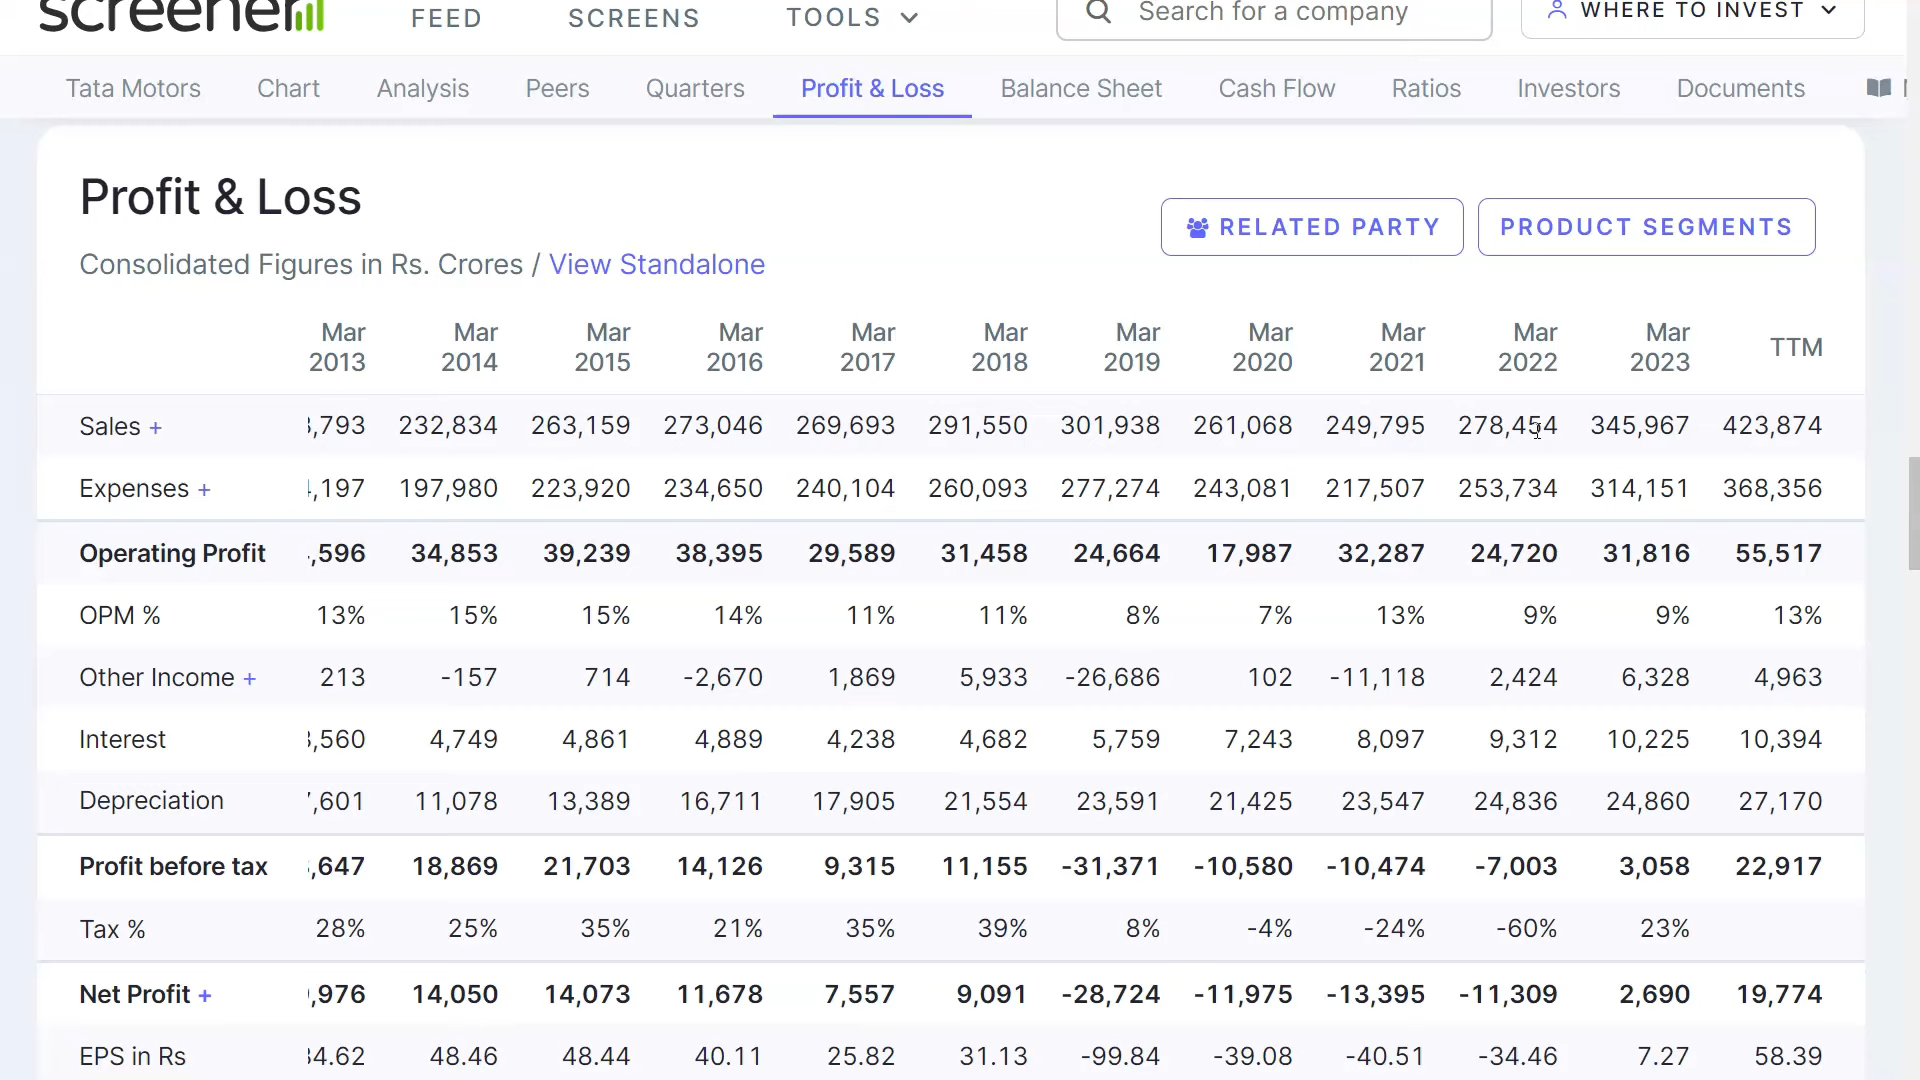 screener
FEED SCREENS TOOLS Search for a company WHERE TO INVEST
Tata Motors Chart Analysis Peers Quarters Profit & Loss Balance Sheet Cash Flow Ratios Investors Documents
Profit & Loss
RELATED PARTY PRODUCT SEGMENTS
Consolidated Figures in Rs. Crores / View Standalone
Mar 2013 Mar 2014 Mar 2015 Mar 2016 Mar 2017 Mar 2018 Mar 2019 Mar 2020 Mar 2021 Mar 2022 Mar 2023 TTM
Sales + ,793 232,834 263,159 273,046 269,693 291,550 301,938 261,068 249,795 278,454 345,967 423,874
Expenses + ,197 197,980 223,920 234,650 240,104 260,093 277,274 243,081 217,507 253,734 314,151 368,356
Operating Profit ,596 34,853 39,239 38,395 29,589 31,458 24,664 17,987 32,287 24,720 31,816 55,517
OPM % 13% 15% 15% 14% 11% 11% 8% 7% 13% 9% 9% 13%
Other Income + 213 -157 714 -2,670 1,869 5,933 -26,686 102 -11,118 2,424 6,328 4,963
Interest ,560 4,749 4,861 4,889 4,238 4,682 5,759 7,243 8,097 9,312 10,225 10,394
Depreciation ,601 11,078 13,389 16,711 17,905 21,554 23,591 21,425 23,547 24,836 24,860 27,170
Profit before tax ,647 18,869 21,703 14,126 9,315 11,155 -31,371 -10,580 -10,474 -7,003 3,058 22,917
Tax % 28% 25% 35% 21% 35% 39% 8% -4% -24% -60% 23%
Net Profit + ,976 14,050 14,073 11,678 7,557 9,091 -28,724 -11,975 -13,395 -11,309 2,690 19,774
EPS in Rs 34.62 48.46 48.44 40.11 25.82 31.13 -99.84 -39.08 -40.51 -34.46 7.27 58.39